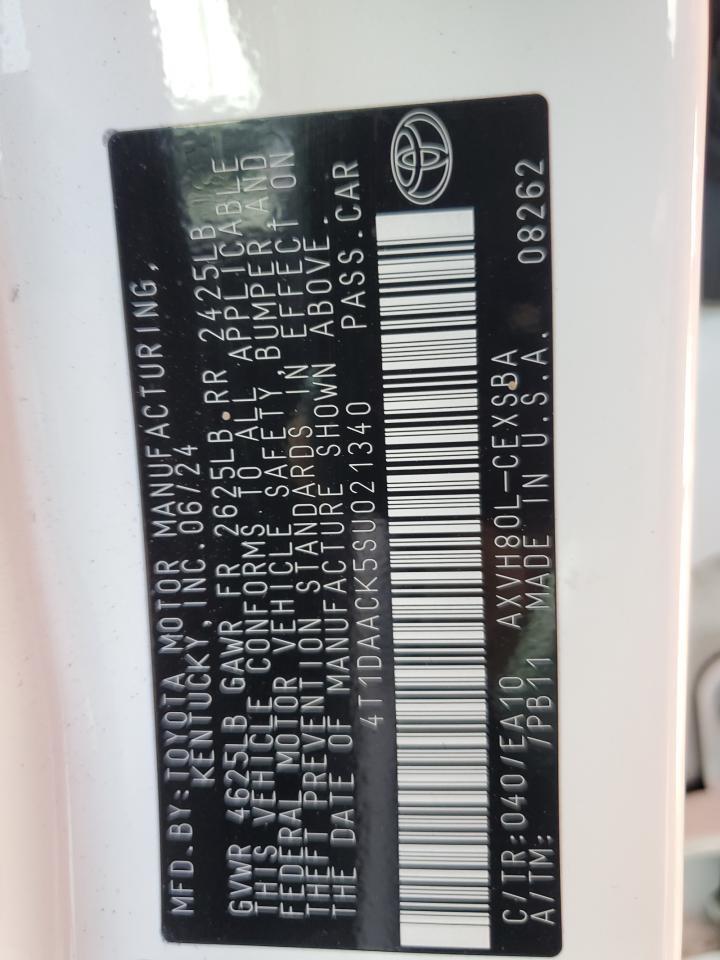 MFD.BY:TOYOTA MOTOR MANUFACTURING,
KENTUCKY, INC.06/24
GVWR 4625LB GAWR FR 2625LB RR 2425LB
THIS VEHICLE CONFORMS TO ALL APPLICABLE
FEDERAL MOTOR VEHICLE SAFETY, BUMPER, AND
THEFT PREVENTION STANDARDS IN EFFECT ON
THE DATE OF MANUFACTURE SHOWN ABOVE.
4T1DAACK5SU021340 PASS.CAR
C/TR:040/EA10 AXVH80L-CEXSBA 08262
A/TM: /PB11 MADE IN U.S.A.